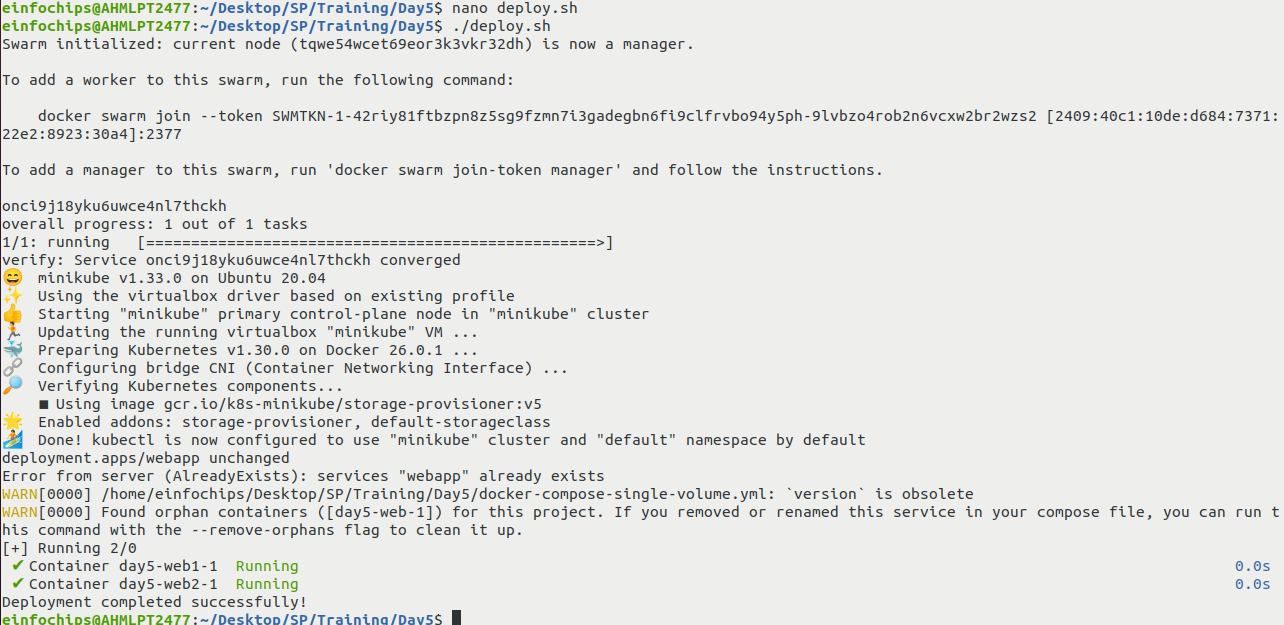 einfochips@AHMLPT2477:~/Desktop/SP/Training/Day5$ nano deploy.sh
einfochips@AHMLPT2477:~/Desktop/SP/Training/Day5$ ./deploy.sh
Swarm initialized: current node (tqwe54wcet69eor3k3vkr32dh) is now a manager.
To add a worker to this swarm, run the following command:
docker swarm join --token SWMTKN-1-42riy81ftbzpn8z5sg9fzmn7i3gadegbn6fi9clfrvbo94y5ph-9lvbzo4rob2n6vcxw2br2wzs2 [2409:40c1:10de:d684:7371:
22e2:8923:30a4]:2377
To add a manager to this swarm, run 'docker swarm join-token manager' and follow the instructions.
onci9j18yku6uwce4nl7thckh
overall progress: 1 out of 1 tasks
1/1: running   [==================================================>]
verify: Service onci9j18yku6uwce4nl7thckh converged
😄  minikube v1.33.0 on Ubuntu 20.04
✨  Using the virtualbox driver based on existing profile
👍  Starting "minikube" primary control-plane node in "minikube" cluster
🏃  Updating the running virtualbox "minikube" VM ...
🐳  Preparing Kubernetes v1.30.0 on Docker 26.0.1 ...
🔗  Configuring bridge CNI (Container Networking Interface) ...
🔎  Verifying Kubernetes components...
■ Using image gcr.io/k8s-minikube/storage-provisioner:v5
🌟  Enabled addons: storage-provisioner, default-storageclass
🏄  Done! kubectl is now configured to use "minikube" cluster and "default" namespace by default
deployment.apps/webapp unchanged
Error from server (AlreadyExists): services "webapp" already exists
WARN[0000] /home/einfochips/Desktop/SP/Training/Day5/docker-compose-single-volume.yml: `version` is obsolete
WARN[0000] Found orphan containers ([day5-web-1]) for this project. If you removed or renamed this service in your compose file, you can run t
his command with the --remove-orphans flag to clean it up.
[+] Running 2/0
✔ Container day5-web1-1  Running 0.0s
✔ Container day5-web2-1  Running 0.0s
Deployment completed successfully!
einfochips@AHMLPT2477:~/Desktop/SP/Training/Day5$